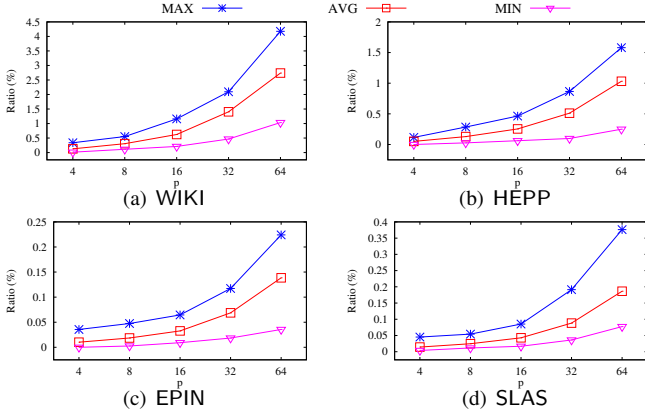 MAX AVG MIN
4.5
4
3.5
3
2.5
2
1.5
1
0.5
0
Ratio (%)
4 8 16 32 64
p
(a) WIKI
2
1.5
1
0.5
0
Ratio (%)
4 8 16 32 64
p
(b) HEPP
0.25
0.2
0.15
0.1
0.05
0
Ratio (%)
4 8 16 32 64
p
(c) EPIN
0.4
0.35
0.3
0.25
0.2
0.15
0.1
0.05
0
Ratio (%)
4 8 16 32 64
p
(d) SLAS